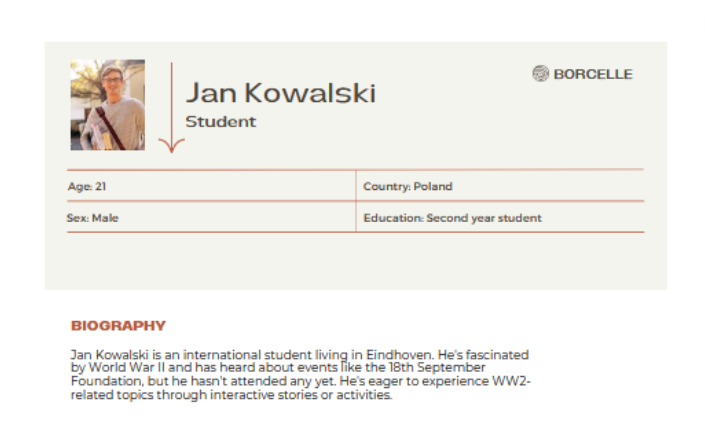 BORCELLE
Jan Kowalski
Student
Age: 21
Country: Poland
Sex: Male
Education: Second year student
BIOGRAPHY
Jan Kowalski is an international student living in Eindhoven. He's fascinated
by World War II and has heard about events like the 18th September
Foundation, but he hasn't attended any yet. He's eager to experience WW2-
related topics through interactive stories or activities.